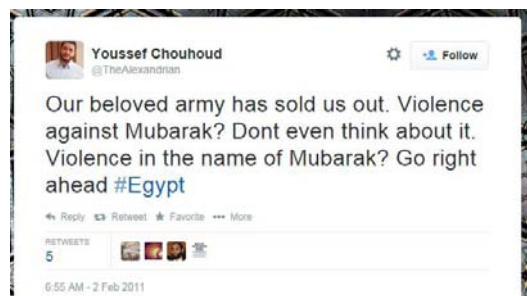 Youssef Chouhoud
@TheAlexandrian
Follow
Our beloved army has sold us out. Violence
against Mubarak? Dont even think about it.
Violence in the name of Mubarak? Go right
ahead #Egypt
Reply Retweet Favorite More
RETWEETS
5
6:55 AM - 2 Feb 2011